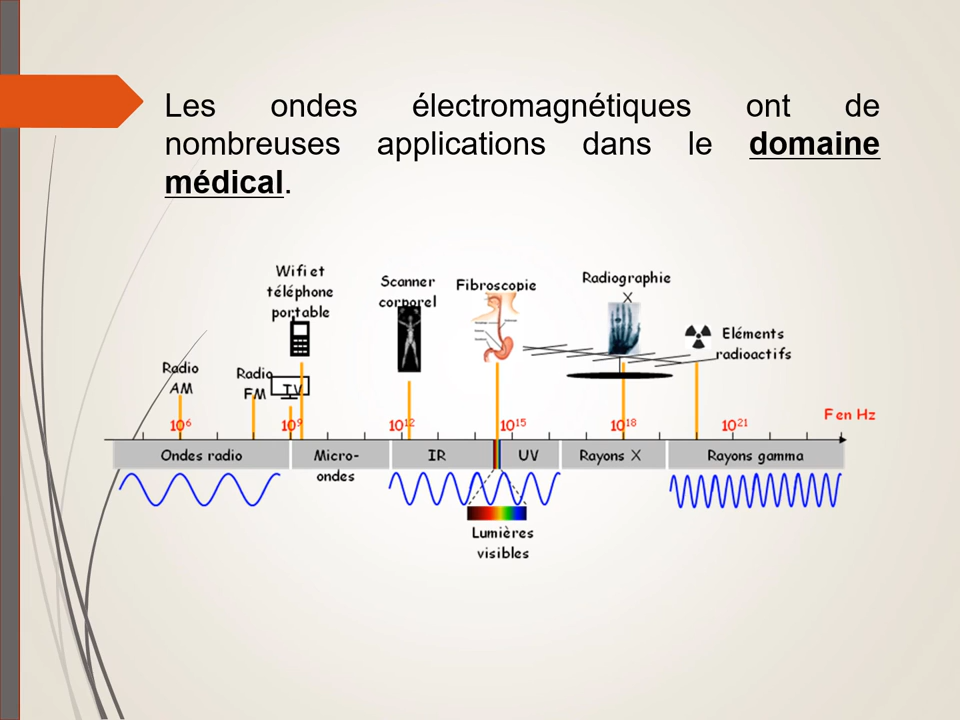 Les ondes électromagnétiques ont de
nombreuses applications dans le domaine
médical.
Wifi et
téléphone
portable
Scanner
corporel
Fibroscopie
Radiographie
X
Eléments
radioactifs
Radio
AM
Radio
FM
TV
10⁶
10⁹
10¹²
10¹⁵
10¹⁸
10²¹
F en Hz
Ondes radio
Micro-
ondes
IR
UV
Rayons X
Rayons gamma
Lumières
visibles